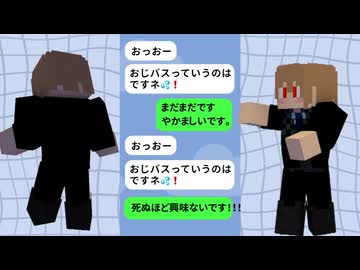 おっおー
おじバスっていうのは
ですネ💦❗
まだまだです
やかましいです。
おっおー
おじバスっていうのは
ですネ💦❗
死ぬほど興味ないです!!!